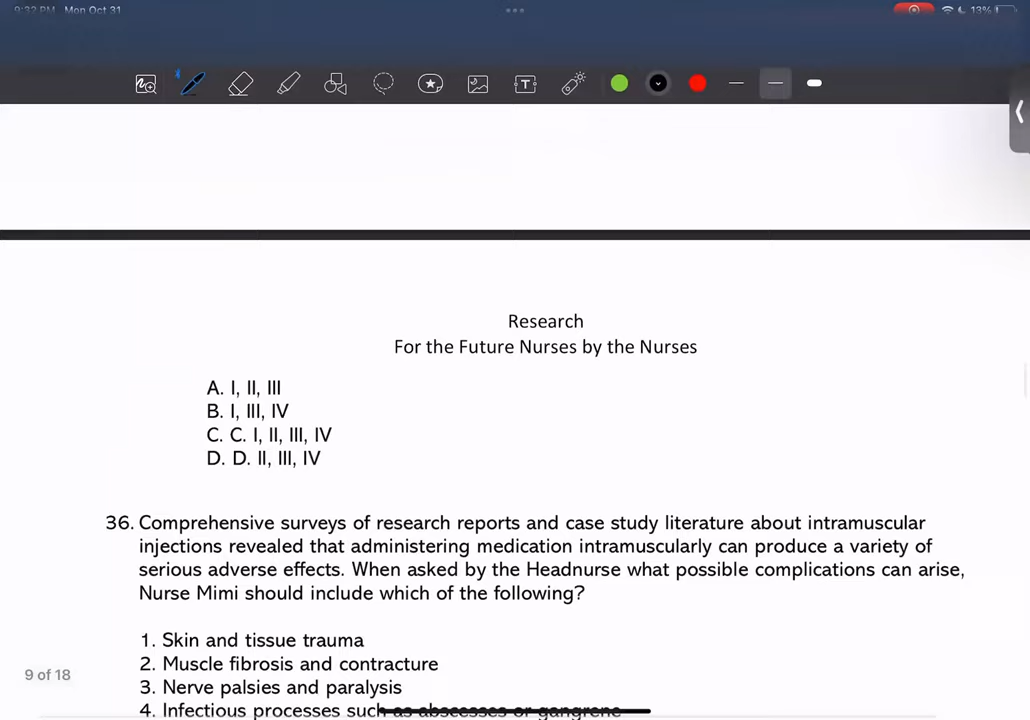 9:32 PM Mon Oct 31
13%
Research
For the Future Nurses by the Nurses
A. I, II, III
B. I, III, IV
C. C. I, II, III, IV
D. D. II, III, IV
36. Comprehensive surveys of research reports and case study literature about intramuscular
injections revealed that administering medication intramuscularly can produce a variety of
serious adverse effects. When asked by the Headnurse what possible complications can arise,
Nurse Mimi should include which of the following?
1. Skin and tissue trauma
2. Muscle fibrosis and contracture
3. Nerve palsies and paralysis
4. Infectious processes such as abscesses or gangrene
9 of 18